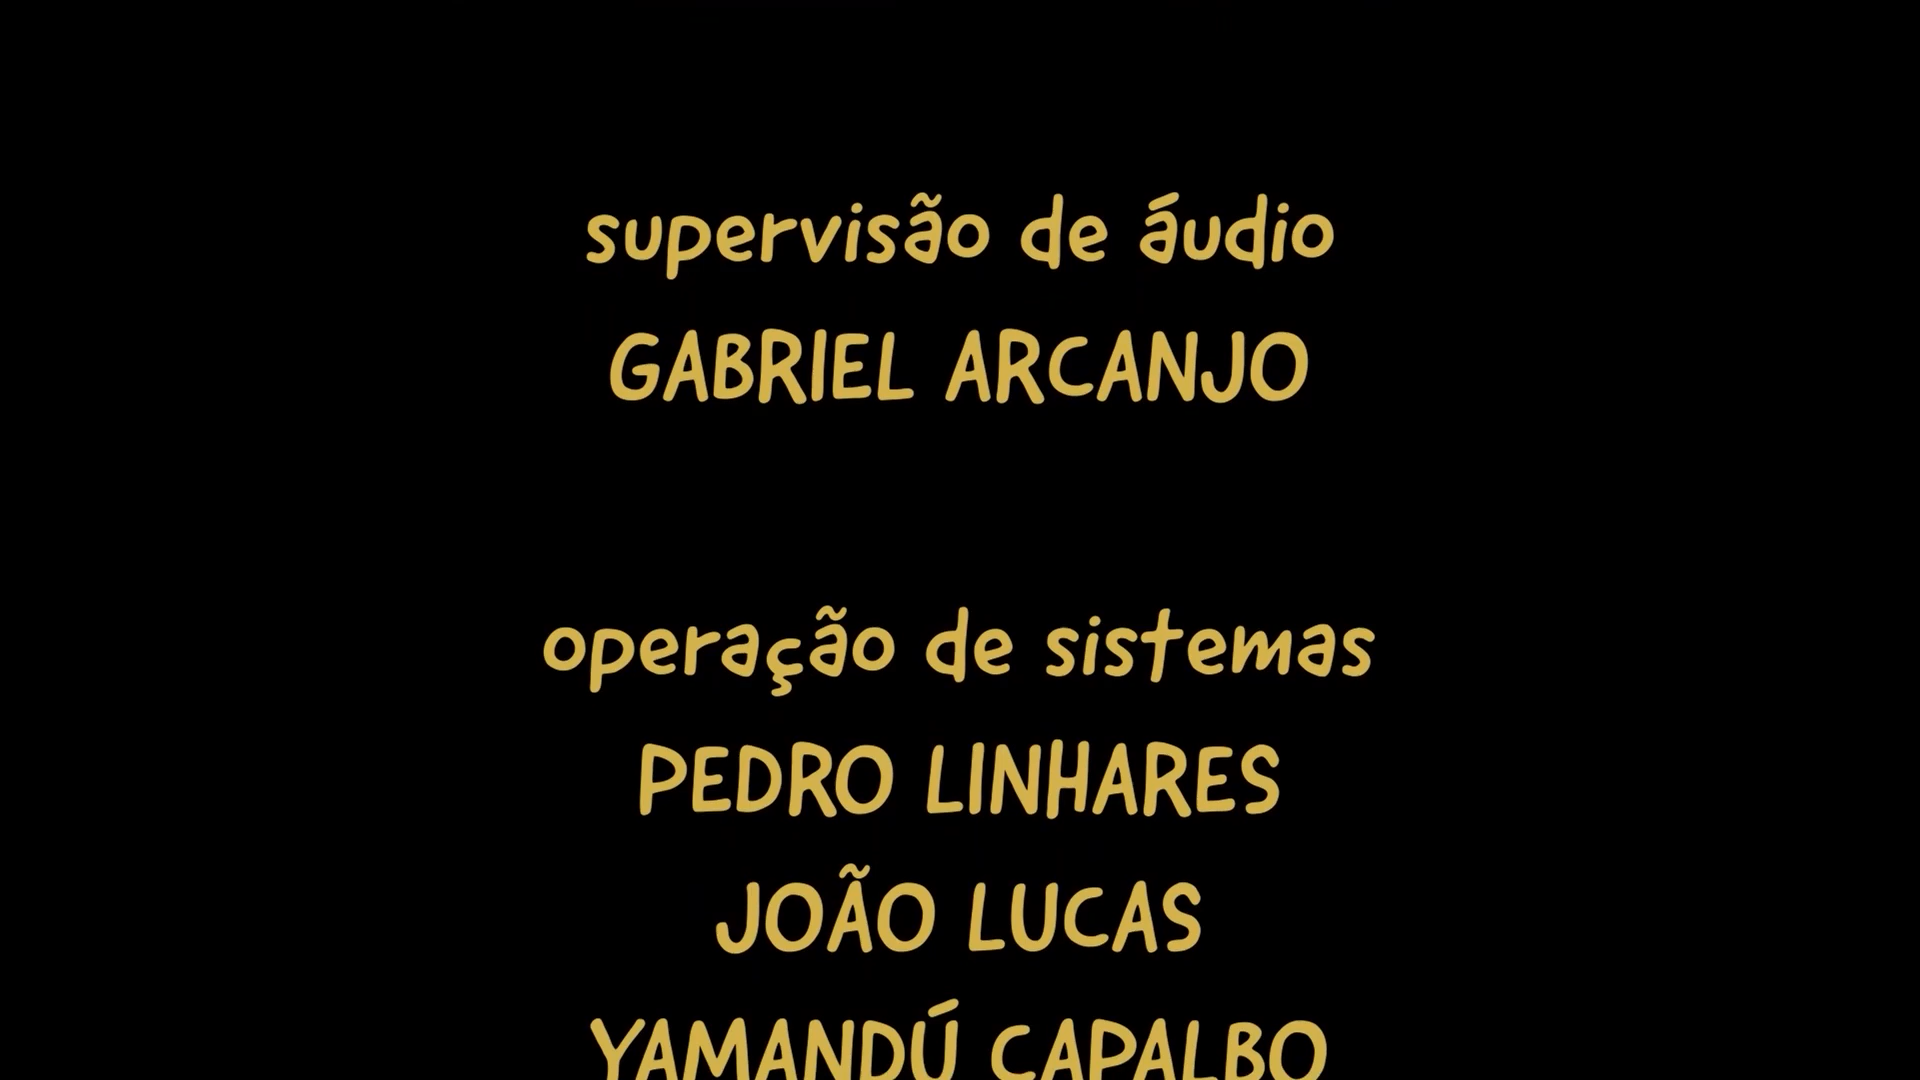 supervisão de áudio
GABRIEL ARCANJO
operação de sistemas
PEDRO LINHARES
JOÃO LUCAS
YAMANDÚ CAPALBO